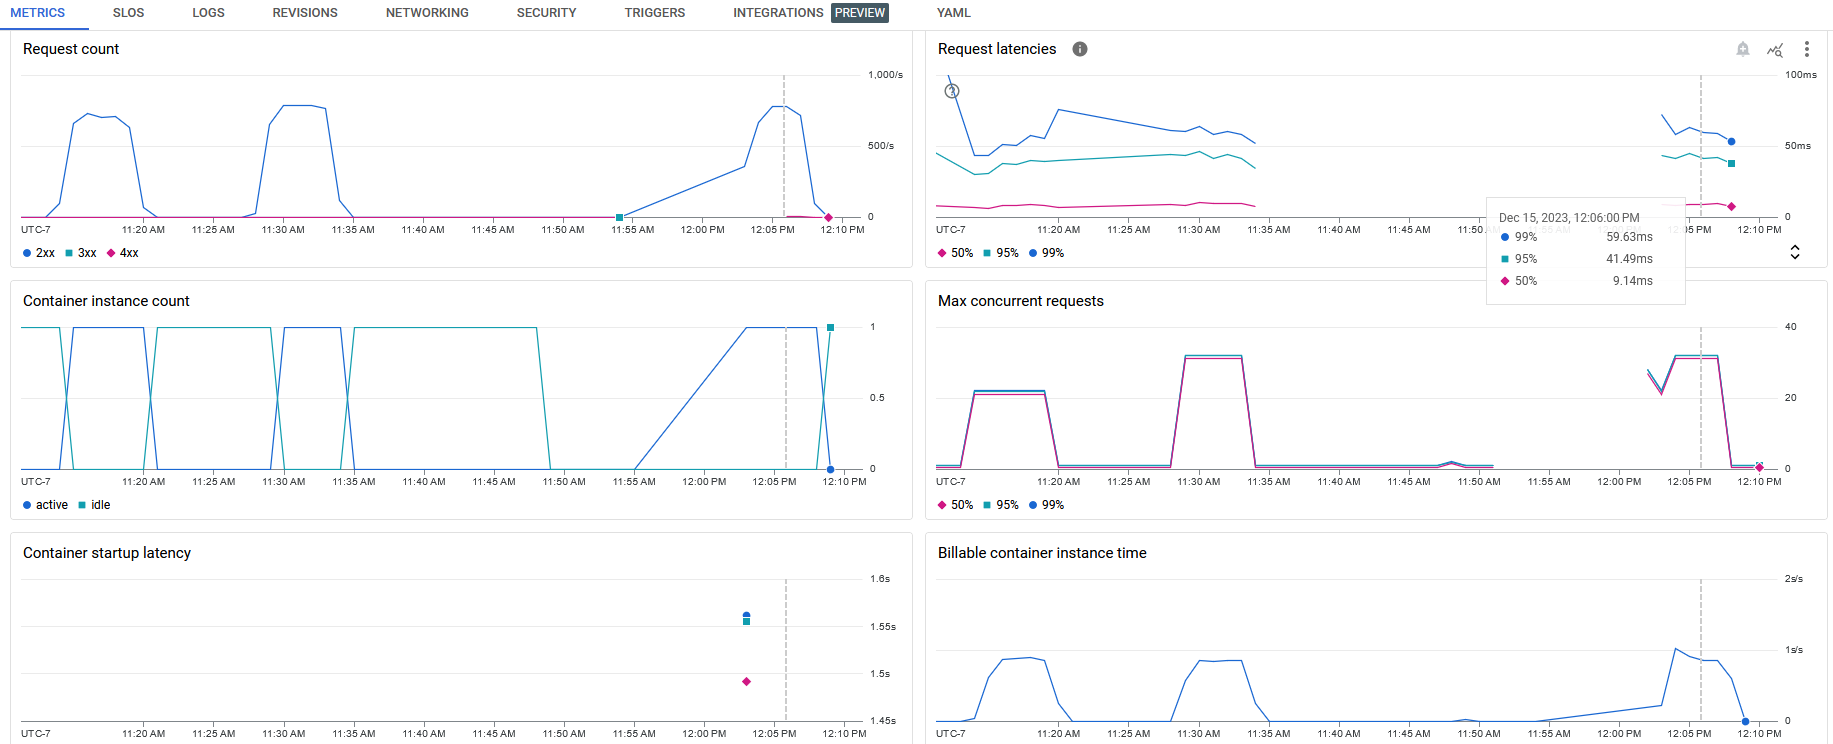 METRICS SLOS LOGS REVISIONS NETWORKING SECURITY TRIGGERS INTEGRATIONS PREVIEW YAML
Request count
1,000/s
500/s
0
UTC-7 11:20 AM 11:25 AM 11:30 AM 11:35 AM 11:40 AM 11:45 AM 11:50 AM 11:55 AM 12:00 PM 12:05 PM 12:10 PM
2xx 3xx 4xx
Request latencies
100ms
50ms
0
UTC-7 11:20 AM 11:25 AM 11:30 AM 11:35 AM 11:40 AM 11:45 AM 11:50 AM 11:55 AM 12:00 PM 12:05 PM 12:10 PM
50% 95% 99%
Dec 15, 2023, 12:06:00 PM
99% 59.63ms
95% 41.49ms
50% 9.14ms
Container instance count
1
0.5
0
UTC-7 11:20 AM 11:25 AM 11:30 AM 11:35 AM 11:40 AM 11:45 AM 11:50 AM 11:55 AM 12:00 PM 12:05 PM 12:10 PM
active idle
Max concurrent requests
40
20
0
UTC-7 11:20 AM 11:25 AM 11:30 AM 11:35 AM 11:40 AM 11:45 AM 11:50 AM 11:55 AM 12:00 PM 12:05 PM 12:10 PM
50% 95% 99%
Container startup latency
1.6s
1.55s
1.5s
1.45s
UTC-7 11:20 AM 11:25 AM 11:30 AM 11:35 AM 11:40 AM 11:45 AM 11:50 AM 11:55 AM 12:00 PM 12:05 PM 12:10 PM
Billable container instance time
2s/s
1s/s
0
UTC-7 11:20 AM 11:25 AM 11:30 AM 11:35 AM 11:40 AM 11:45 AM 11:50 AM 11:55 AM 12:00 PM 12:05 PM 12:10 PM